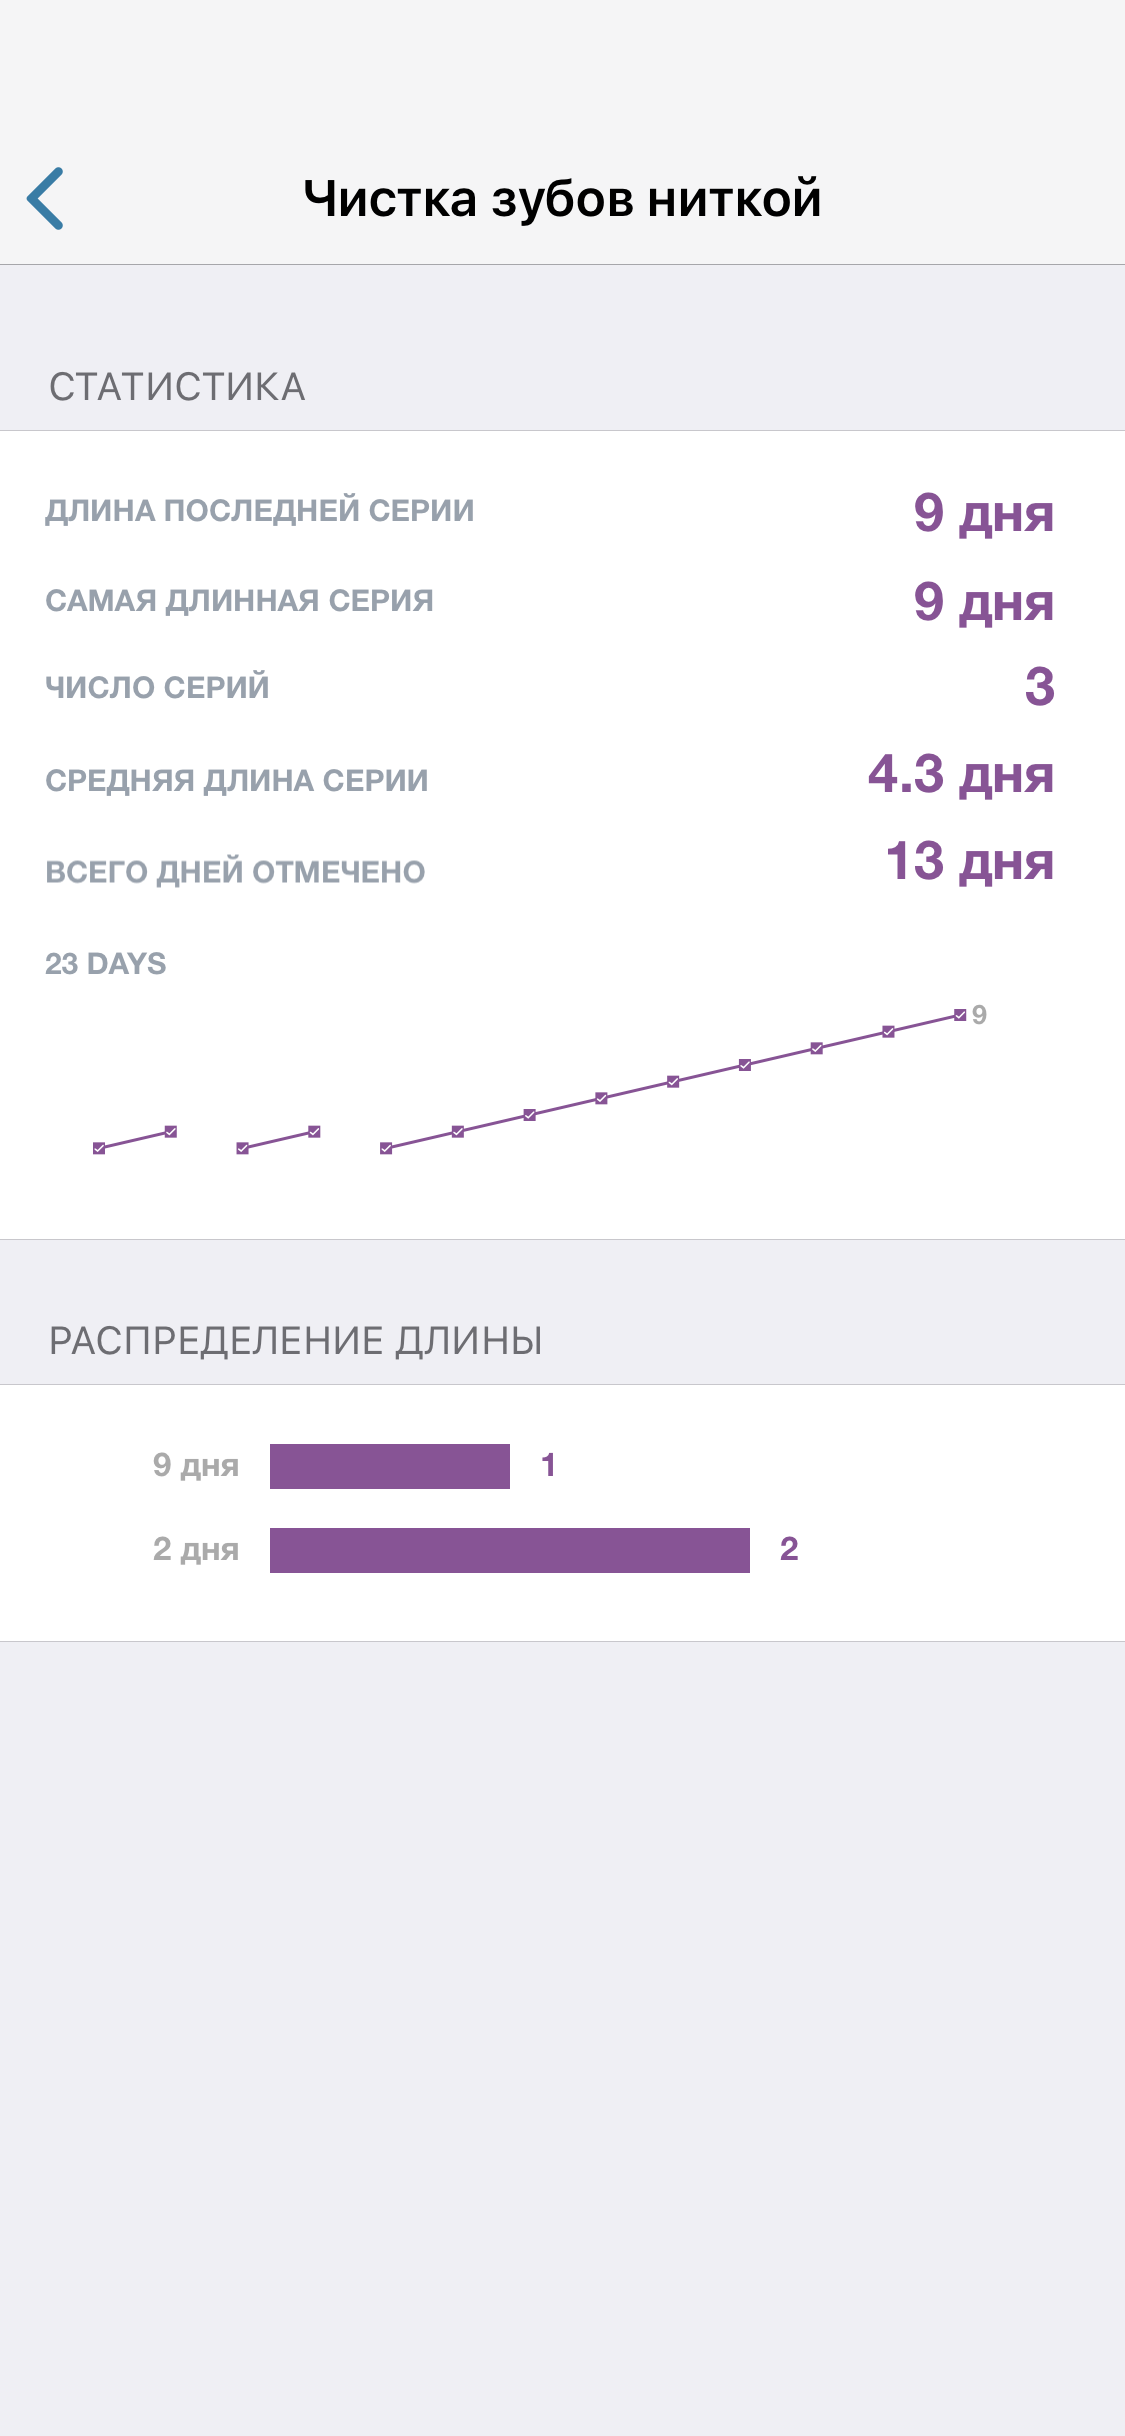 Чистка зубов ниткой
СТАТИСТИКА
ДЛИНА ПОСЛЕДНЕЙ СЕРИИ 9 дня
САМАЯ ДЛИННАЯ СЕРИЯ 9 дня
ЧИСЛО СЕРИЙ 3
СРЕДНЯЯ ДЛИНА СЕРИИ 4.3 дня
ВСЕГО ДНЕЙ ОТМЕЧЕНО 13 дня
23 DAYS
9
РАСПРЕДЕЛЕНИЕ ДЛИНЫ
9 дня 1
2 дня 2